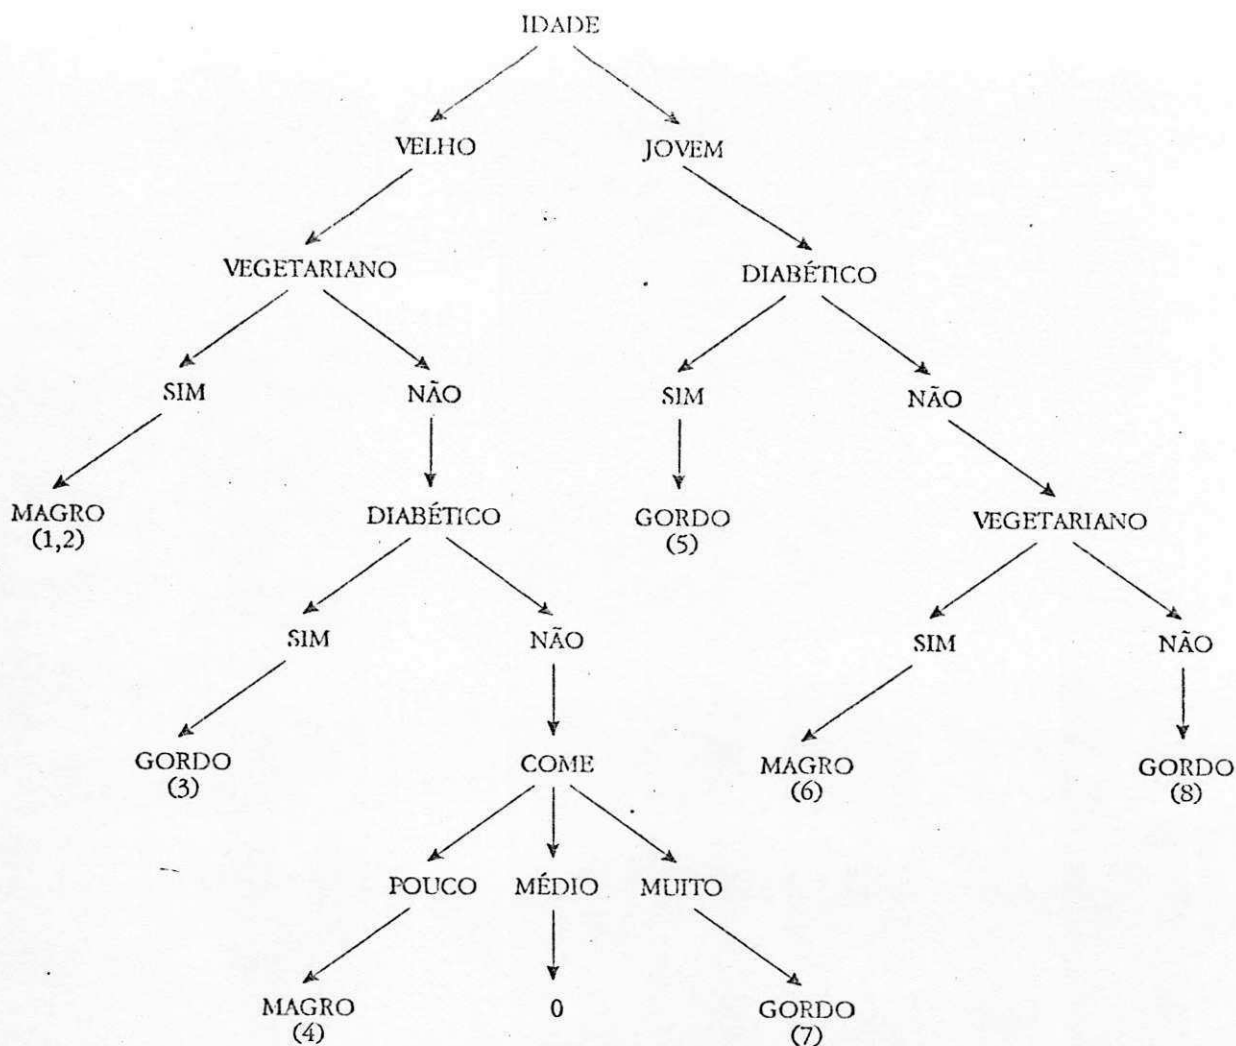 IDADE
VELHO JOVEM
VEGETARIANO DIABÉTICO
SIM NÃO SIM NÃO
MAGRO DIABÉTICO GORDO VEGETARIANO
(1,2) (5)
SIM NÃO SIM NÃO
GORDO COME MAGRO GORDO
(3) (6) (8)
POUCO MÉDIO MUITO
MAGRO 0 GORDO
(4) (7)